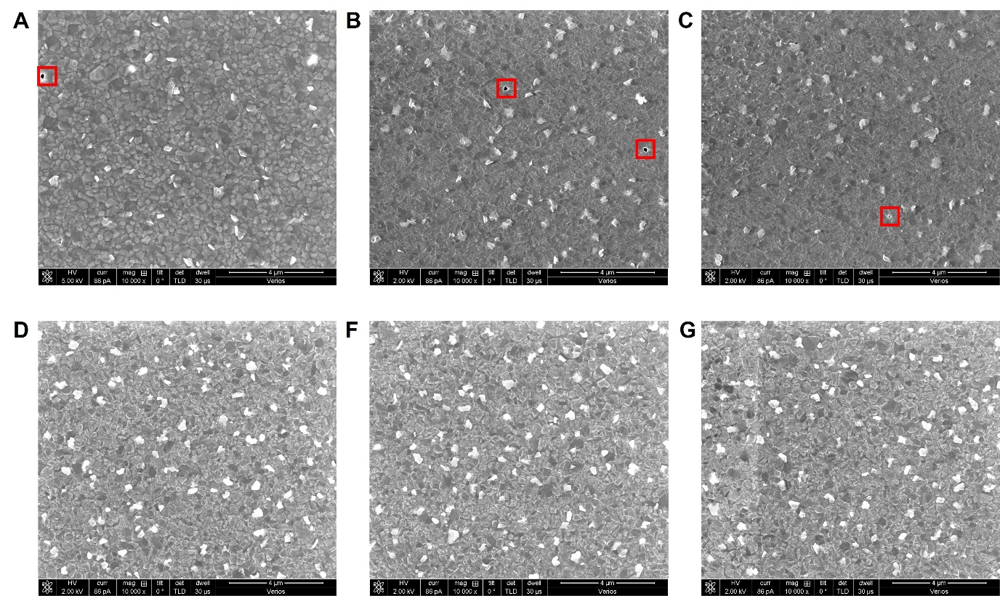 A
B
C
HV curr mag tilt det dwell 4 µm
5.00 kV 86 pA 10 000 x 0 ° TLD 30 µs Verios
HV curr mag tilt det dwell 4 µm
2.00 kV 86 pA 10 000 x 0 ° TLD 30 µs Verios
HV curr mag tilt det dwell 4 µm
2.00 kV 86 pA 10 000 x 0 ° TLD 30 µs Verios
D
F
G
HV curr mag tilt det dwell 4 µm
2.00 kV 86 pA 10 000 x 0 ° TLD 30 µs Verios
HV curr mag tilt det dwell 4 µm
2.00 kV 86 pA 10 000 x 0 ° TLD 30 µs Verios
HV curr mag tilt det dwell 4 µm
2.00 kV 86 pA 10 000 x 0 ° TLD 30 µs Verios